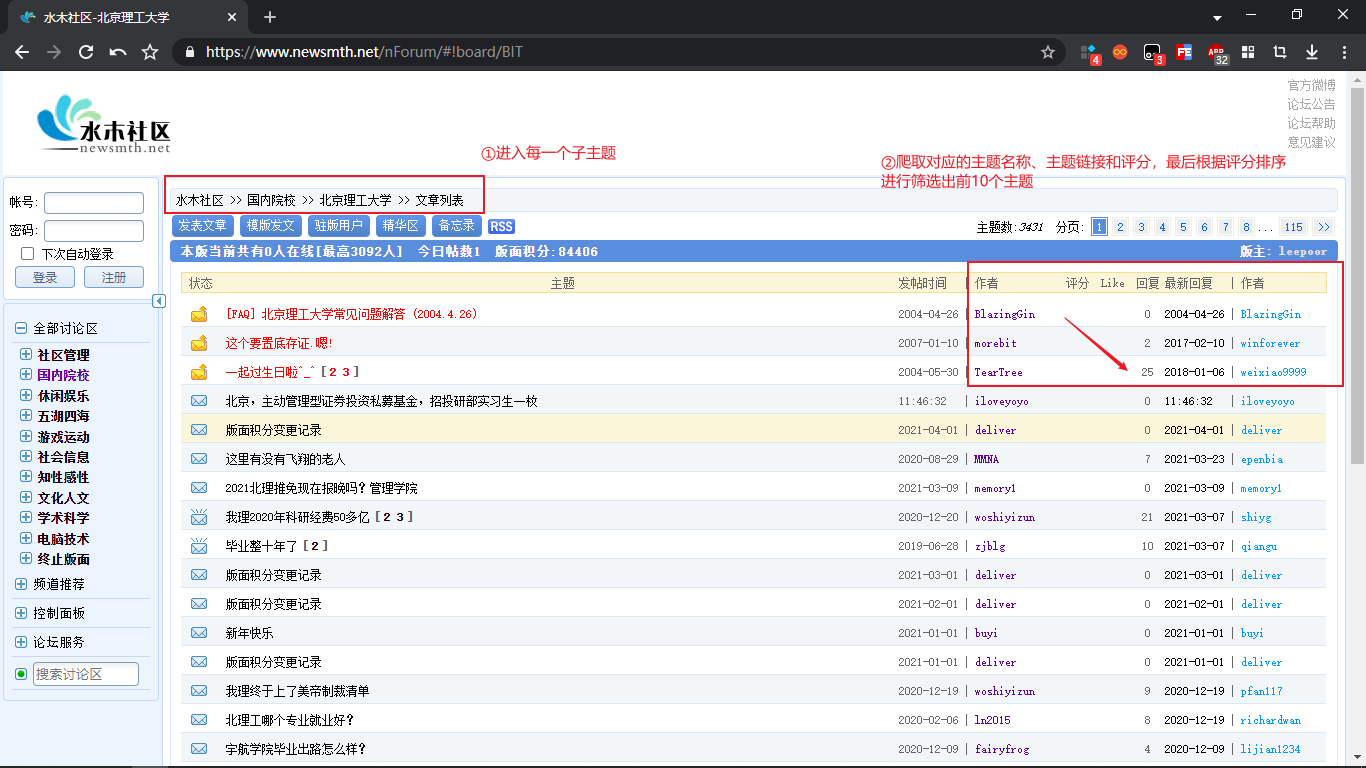 水木社区-北京理工大学
https://www.newsmth.net/nForum/#!board/BIT
4
3
FE
ABP
32
水木社区
newsmth.net
官方微博
论坛公告
论坛帮助
意见建议
①进入每一个子主题
②爬取对应的主题名称、主题链接和评分，最后根据评分排序
进行筛选出前10个主题
帐号:
密码:
下次自动登录
登录 注册
全部讨论区
社区管理
国内院校
休闲娱乐
五湖四海
游戏运动
社会信息
知性感性
文化人文
学术科学
电脑技术
终止版面
频道推荐
控制面板
论坛服务
搜索讨论区
水木社区 >> 国内院校 >> 北京理工大学 >> 文章列表
发表文章 模版发文 驻版用户 精华区 备忘录 RSS
主题数:3431 分页: 1 2 3 4 5 6 7 8 ... 115 >>
本版当前共有0人在线[最高3092人] 今日帖数1 版面积分:84406 版主: leepoor
状态 主题 发帖时间 | 作者 评分 Like 回复 最新回复 | 作者
[FAQ] 北京理工大学常见问题解答 (2004.4.26) 2004-04-26 | BlazingGin 0 2004-04-26 | BlazingGin
这个要置底存证.嗯! 2007-01-10 | morebit 2 2017-02-10 | winforever
一起过生日啦^_^ [ 2 3 ] 2004-05-30 | TearTree 25 2018-01-06 | weixiao9999
北京，主动管理型证券投资私募基金，招投研部实习生一枚 11:46:32 | iloveyoyo 0 11:46:32 | iloveyoyo
版面积分变更记录 2021-04-01 | deliver 0 2021-04-01 | deliver
这里有没有飞翔的老人 2020-08-29 | MMNA 7 2021-03-23 | epenbia
2021北理推免现在报晚吗？管理学院 2021-03-09 | memory1 0 2021-03-09 | memory1
我理2020年科研经费50多亿 [ 2 3 ] 2020-12-20 | woshiyizun 21 2021-03-07 | shiyg
毕业整十年了 [ 2 ] 2019-06-28 | zjblg 10 2021-03-07 | qiangu
版面积分变更记录 2021-03-01 | deliver 0 2021-03-01 | deliver
版面积分变更记录 2021-02-01 | deliver 0 2021-02-01 | deliver
新年快乐 2021-01-01 | buyi 0 2021-01-01 | buyi
版面积分变更记录 2021-01-01 | deliver 0 2021-01-01 | deliver
我理终于上了美帝制裁清单 2020-12-19 | woshiyizun 9 2020-12-19 | pfan117
北理工哪个专业就业好？ 2020-02-06 | ln2015 8 2020-12-19 | richardwan
宇航学院毕业出路怎么样？ 2020-12-09 | fairyfrog 4 2020-12-09 | lijian1234